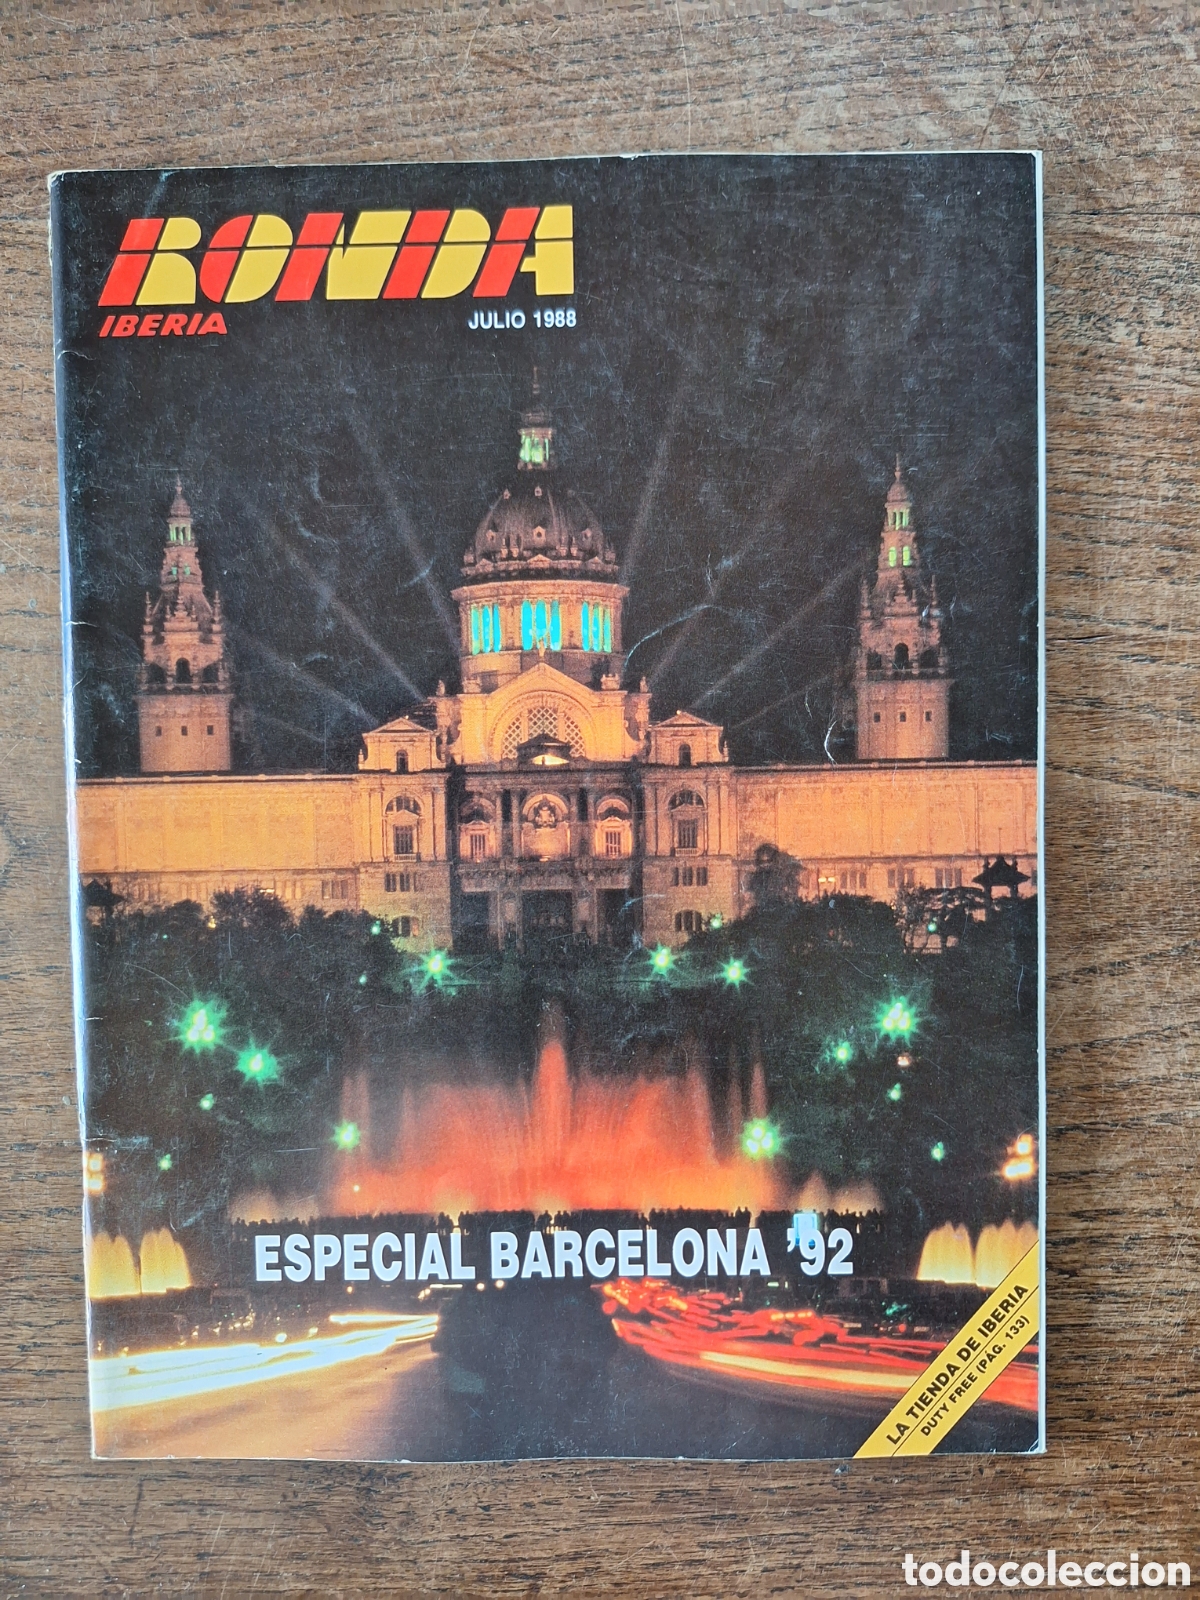 RONDA
IBERIA
JULIO 1988
ESPECIAL BARCELONA '92
LA TIENDA DE IBERIA
DUTY FREE (PÁG. 133)
todocoleccion